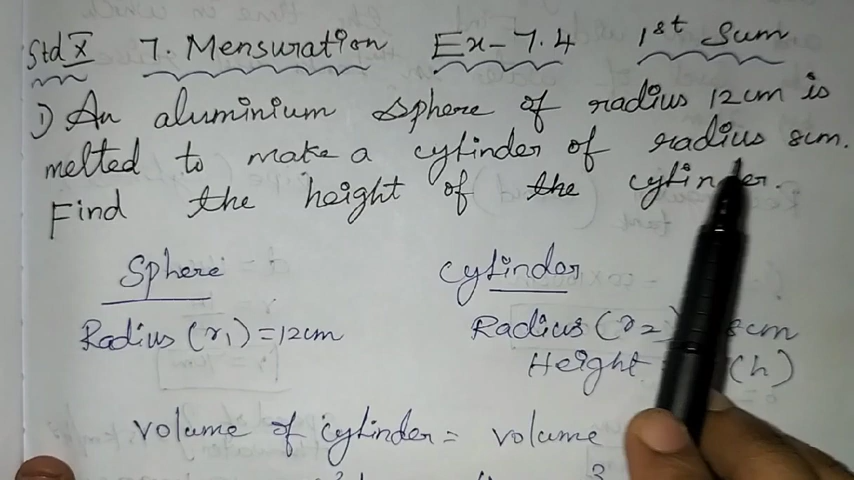 Std X 7. Mensuration Ex-7.4 1st Sum
1) An aluminium sphere of radius 12cm is
melted to make a cylinder of radius 8cm.
Find the height of the cylinder.
Sphere Cylinder
Radius (r1) = 12cm Radius (r2) 8cm
Height (h)
Volume of cylinder = volume